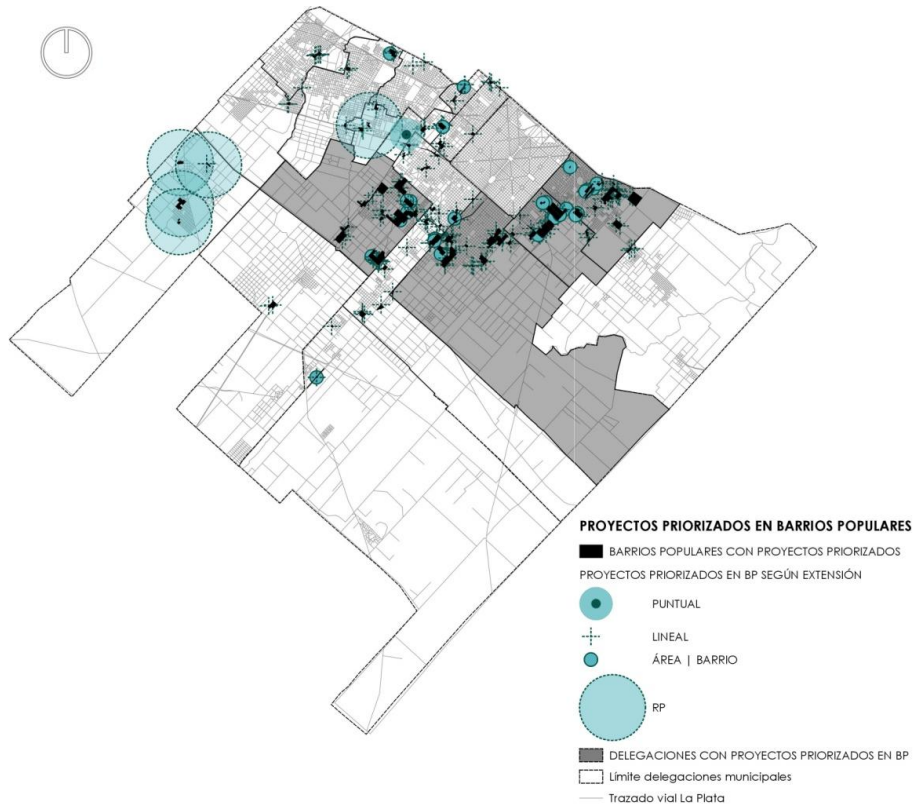 PROYECTOS PRIORIZADOS EN BARRIOS POPULARES
BARRIOS POPULARES CON PROYECTOS PRIORIZADOS
PROYECTOS PRIORIZADOS EN BP SEGÚN EXTENSIÓN
PUNTUAL
LINEAL
ÁREA | BARRIO
RP
DELEGACIONES CON PROYECTOS PRIORIZADOS EN BP
Límite delegaciones municipales
Trazado vial La Plata